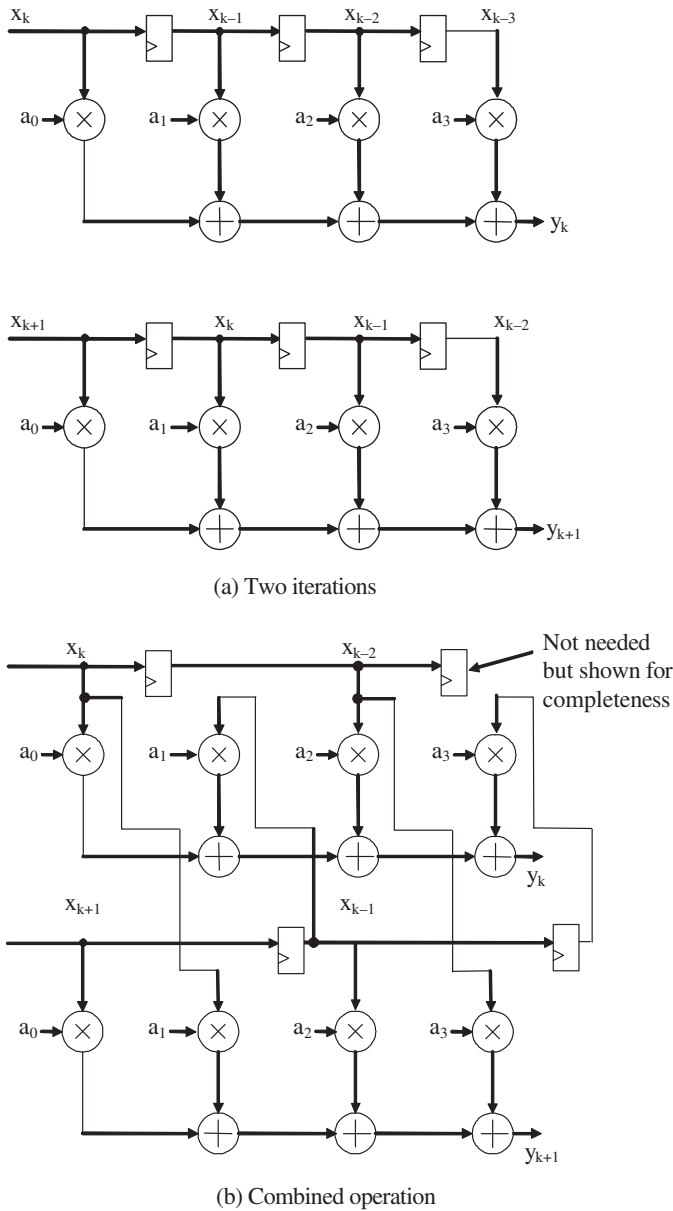 xₖ xₖ₋₁ xₖ₋₂ xₖ₋₃
a₀ × a₁ × a₂ × a₃ ×
+ + + yₖ
xₖ₊₁ xₖ xₖ₋₁ xₖ₋₂
a₀ × a₁ × a₂ × a₃ ×
+ + + yₖ₊₁
(a) Two iterations
xₖ xₖ₋₂
Not needed
but shown for
completeness
a₀ × a₁ × a₂ × a₃ ×
+ + + yₖ
xₖ₊₁ xₖ₋₁
a₀ × a₁ × a₂ × a₃ ×
+ + + yₖ₊₁
(b) Combined operation